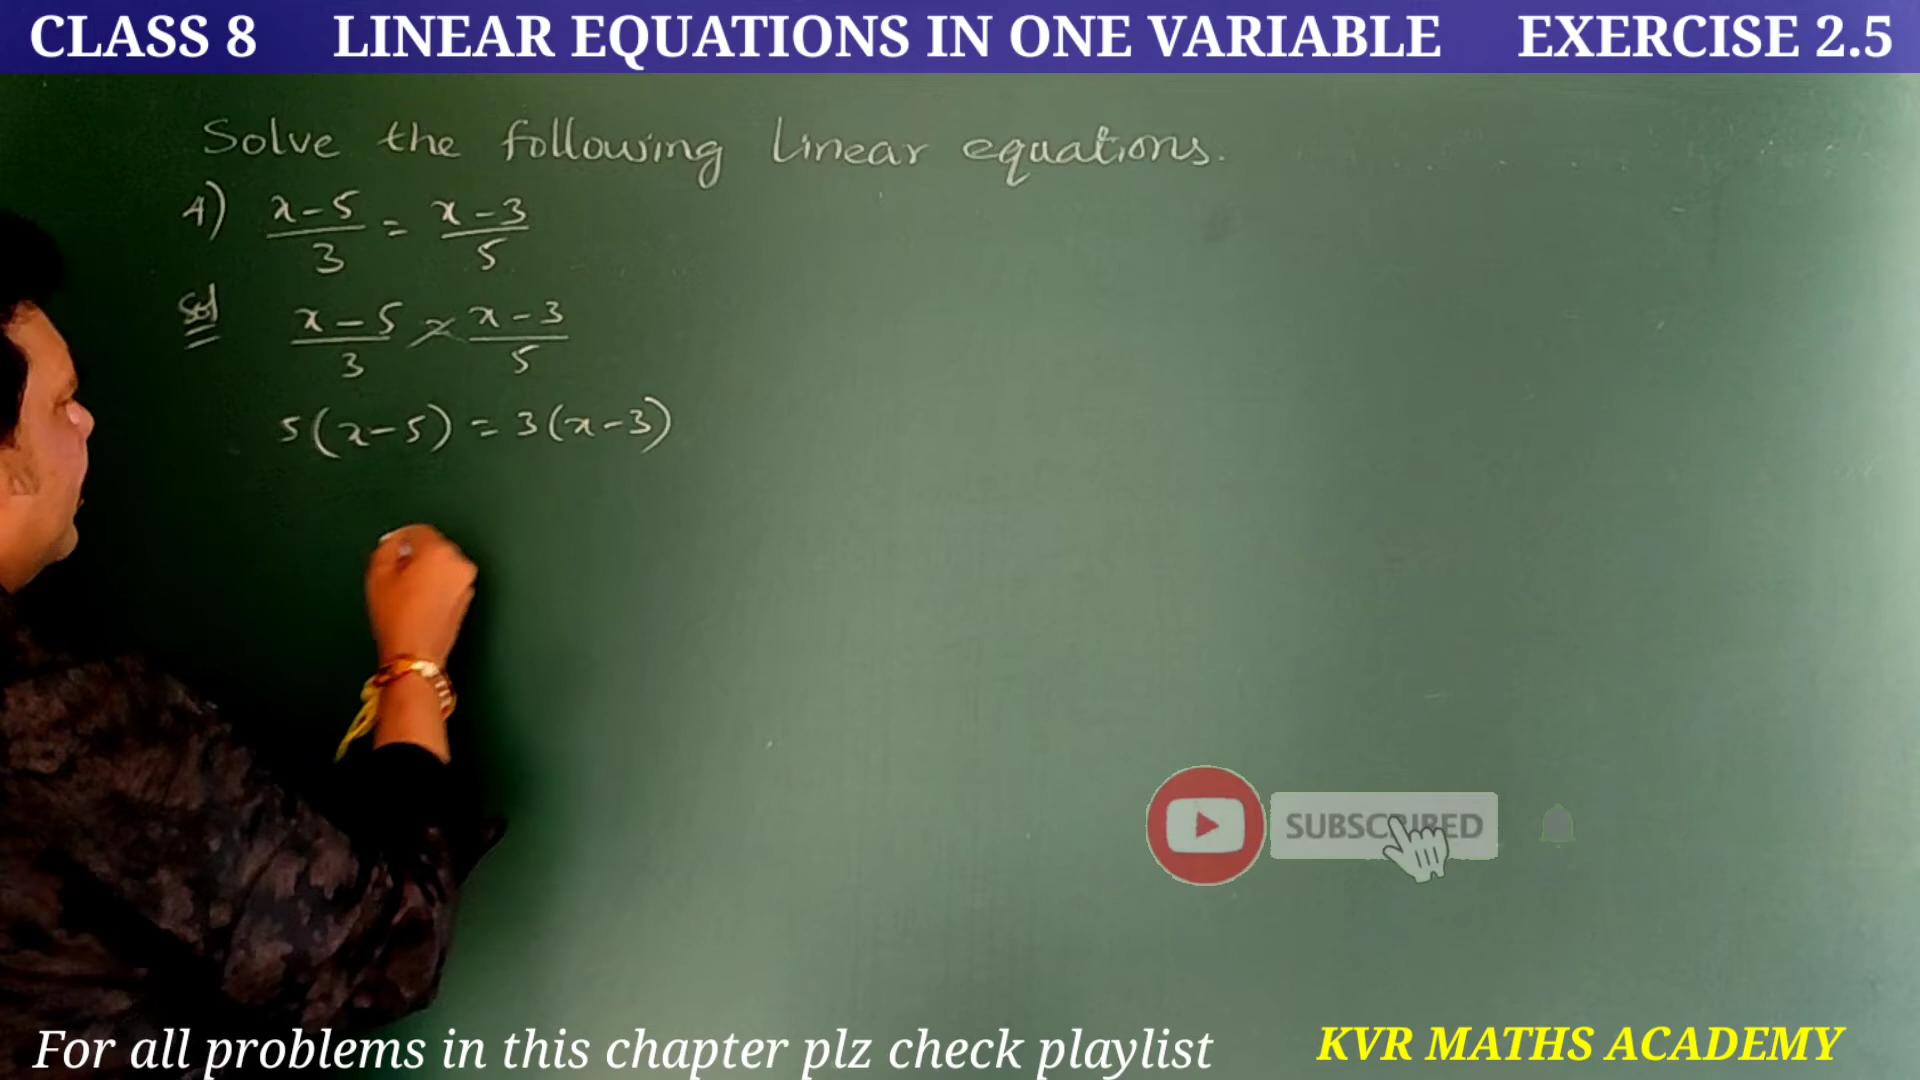 CLASS 8 LINEAR EQUATIONS IN ONE VARIABLE EXERCISE 2.5
Solve the following linear equations.
4) x-5/3 = x-3/5
Sol x-5/3 = x-3/5
5(x-5) = 3(x-3)
SUBSCRIBED
For all problems in this chapter plz check playlist
KVR MATHS ACADEMY